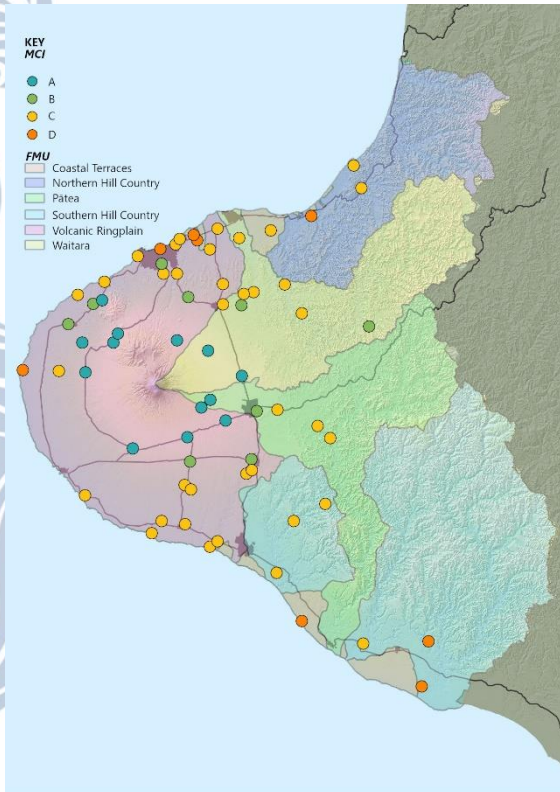 KEY
MCI
A
B
C
D
FMU
Coastal Terraces
Northern Hill Country
Pātea
Southern Hill Country
Volcanic Ringplain
Waitara